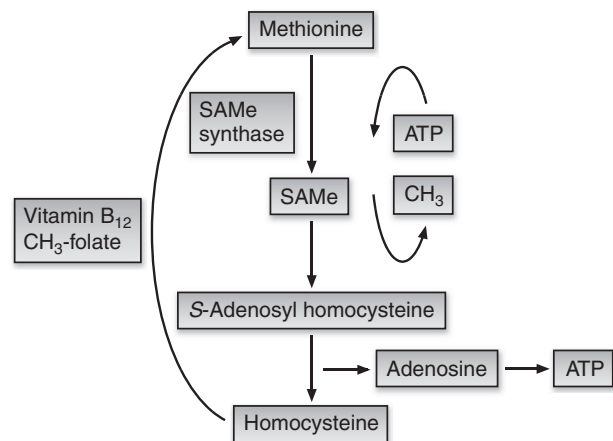 Methionine
SAMe
synthase
ATP
SAMe
CH₃
Vitamin B₁₂
CH₃-folate
S-Adenosyl homocysteine
Adenosine
ATP
Homocysteine